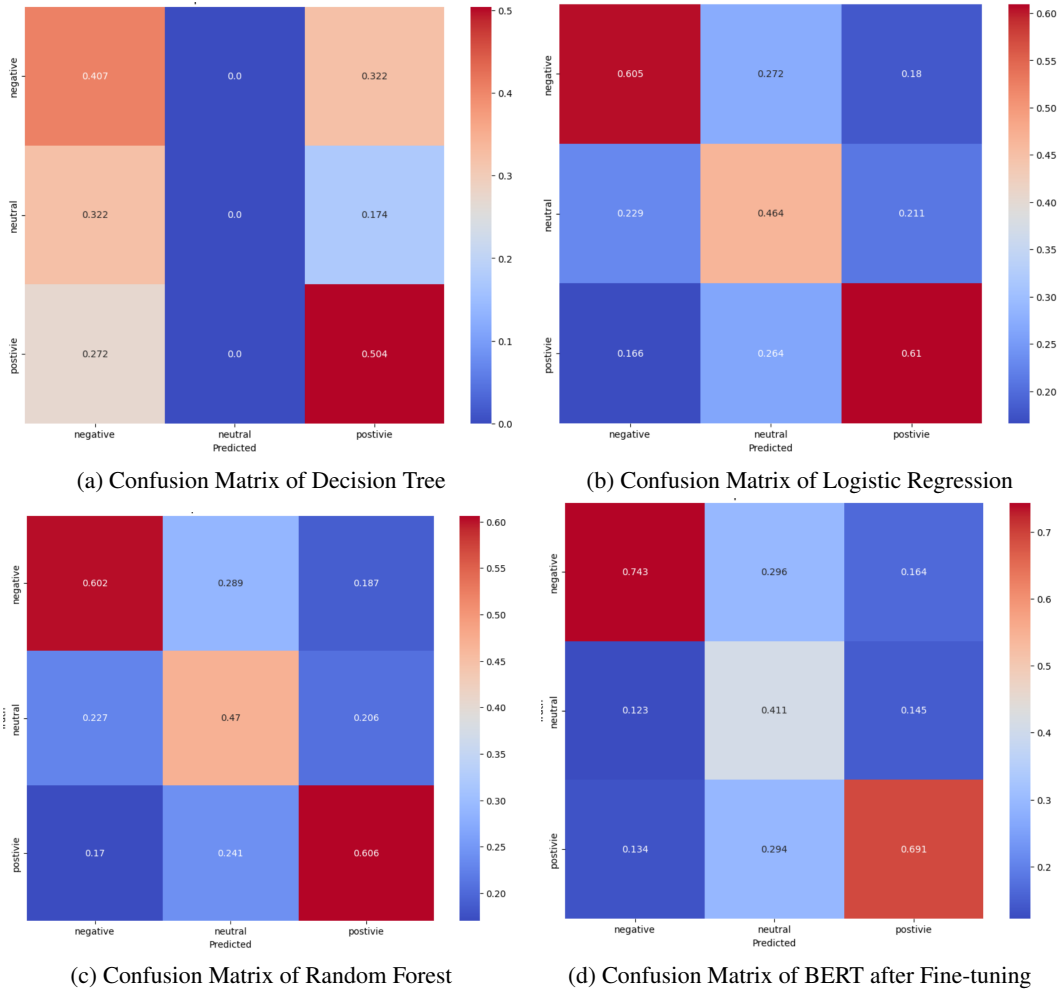 0.5
0.4
0.3
0.2
0.1
0.0
negative
neutral
postivie
0.407 0.0 0.322
0.322 0.0 0.174
0.272 0.0 0.504
negative neutral postivie
Predicted
(a) Confusion Matrix of Decision Tree
0.60
0.55
0.50
0.45
0.40
0.35
0.30
0.25
0.20
negative
neutral
postivie
0.605 0.272 0.18
0.229 0.464 0.211
0.166 0.264 0.61
negative neutral postivie
Predicted
(b) Confusion Matrix of Logistic Regression
0.60
0.55
0.50
0.45
0.40
0.35
0.30
0.25
0.20
negative
neutral
postivie
0.602 0.289 0.187
0.227 0.47 0.206
0.17 0.241 0.606
negative neutral postivie
Predicted
(c) Confusion Matrix of Random Forest
0.7
0.6
0.5
0.4
0.3
0.2
negative
neutral
postivie
0.743 0.296 0.164
0.123 0.411 0.145
0.134 0.294 0.691
negative neutral postivie
Predicted
(d) Confusion Matrix of BERT after Fine-tuning